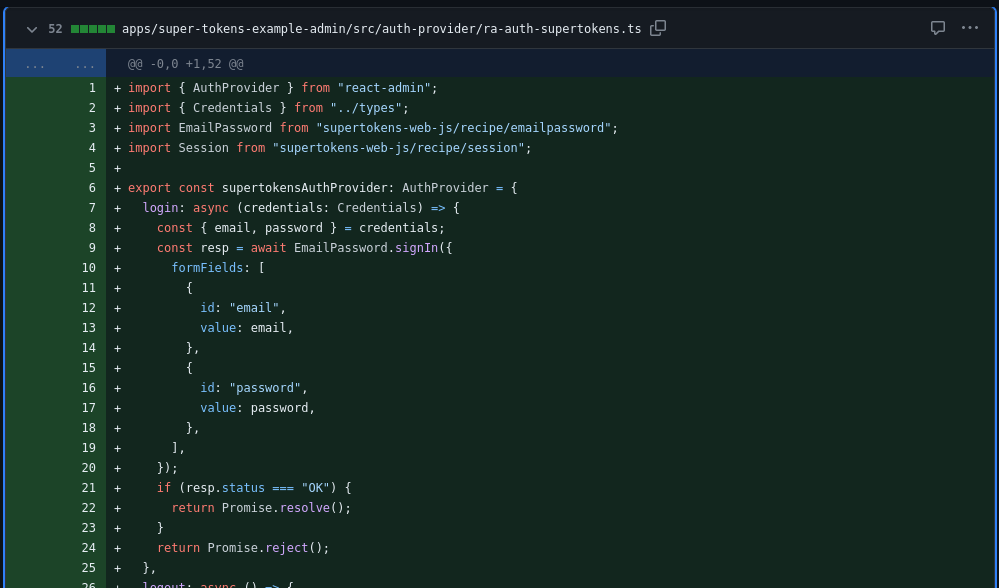 52 apps/super-tokens-example-admin/src/auth-provider/ra-auth-supertokens.ts
... ... @@ -0,0 +1,52 @@
1 + import { AuthProvider } from "react-admin";
2 + import { Credentials } from "../types";
3 + import EmailPassword from "supertokens-web-js/recipe/emailpassword";
4 + import Session from "supertokens-web-js/recipe/session";
5 +
6 + export const supertokensAuthProvider: AuthProvider = {
7 +   login: async (credentials: Credentials) => {
8 +     const { email, password } = credentials;
9 +     const resp = await EmailPassword.signIn({
10 +       formFields: [
11 +         {
12 +           id: "email",
13 +           value: email,
14 +         },
15 +         {
16 +           id: "password",
17 +           value: password,
18 +         },
19 +       ],
20 +     });
21 +     if (resp.status === "OK") {
22 +       return Promise.resolve();
23 +     }
24 +     return Promise.reject();
25 +   },
26 +   logout: async () => {